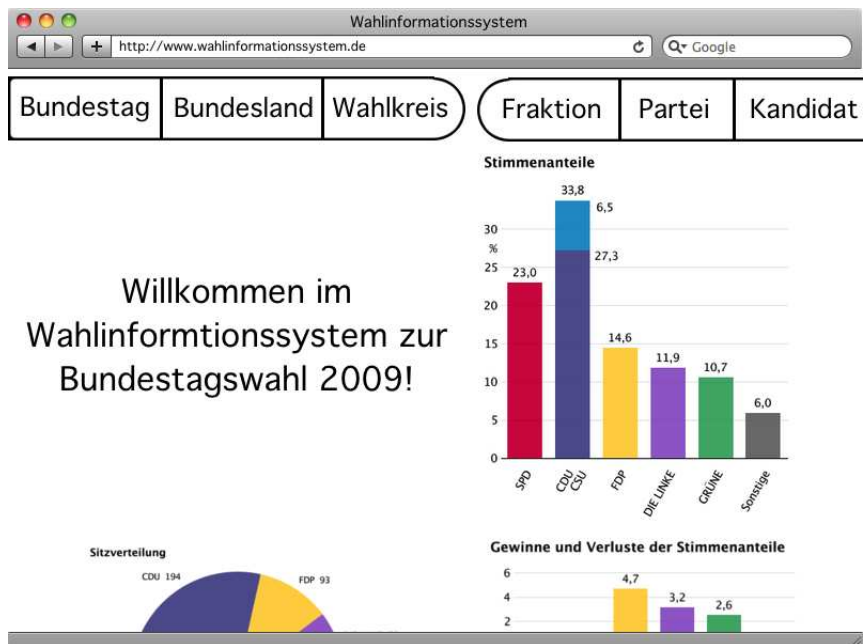 Wahlinformationssystem
http://www.wahlinformationssystem.de
Google
Bundestag Bundesland Wahlkreis
Fraktion Partei Kandidat
Willkommen im
Wahlinformtionssystem zur
Bundestagswahl 2009!
Stimmenanteile
33,8
6,5
30
%
27,3
25
23,0
20
15
14,6
11,9
10,7
10
6,0
5
0
SPD
CDU
CSU
FDP
DIE LINKE
GRÜNE
Sonstige
Sitzverteilung
CDU 194
FDP 93
Gewinne und Verluste der Stimmenanteile
6
4,7
4
3,2
2,6
2